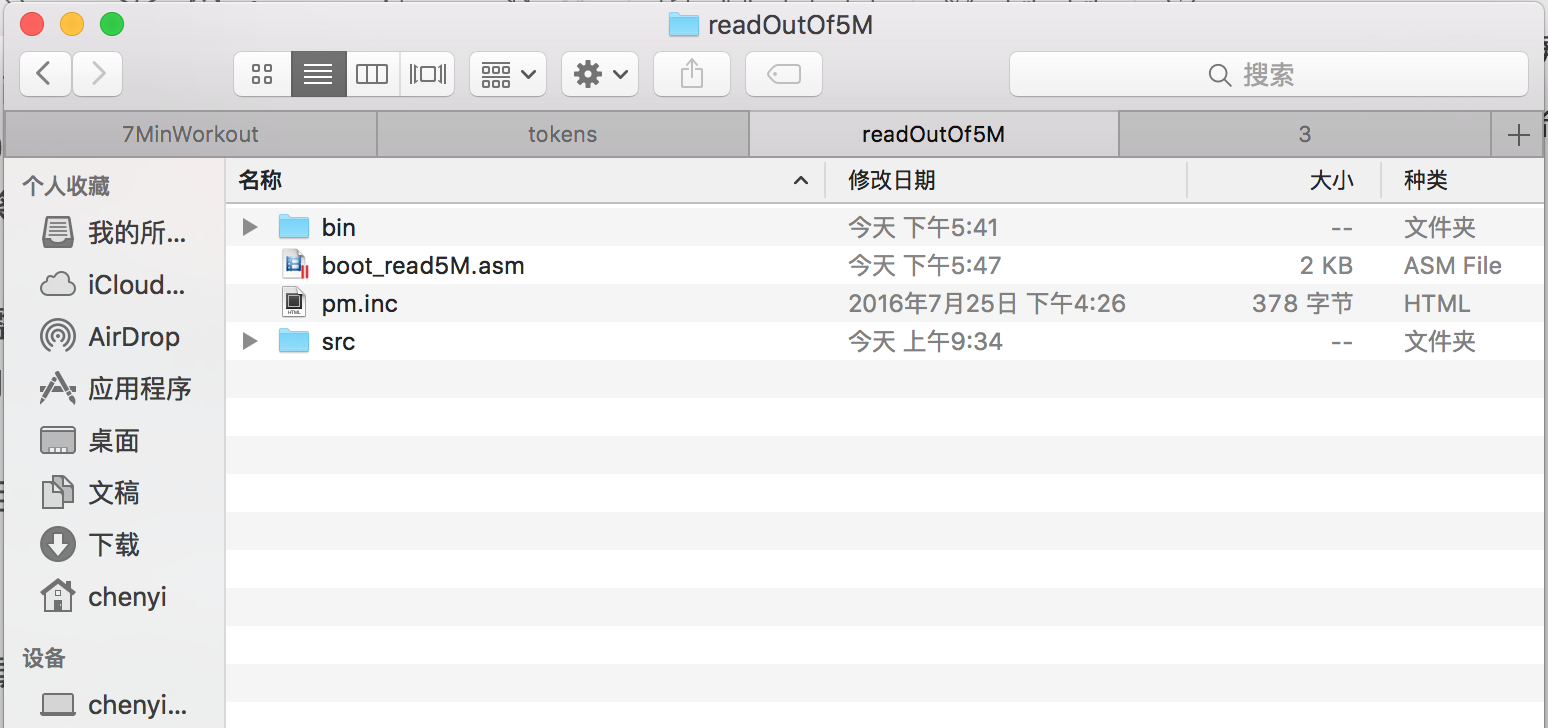 readOutOf5M
搜索
7MinWorkout tokens readOutOf5M 3
个人收藏
我的所...
iCloud...
AirDrop
应用程序
桌面
文稿
下载
chenyi
设备
chenyi...
名称 修改日期 大小 种类
bin 今天 下午5:41 -- 文件夹
boot_read5M.asm 今天 下午5:47 2 KB ASM File
pm.inc 2016年7月25日 下午4:26 378 字节 HTML
src 今天 上午9:34 -- 文件夹